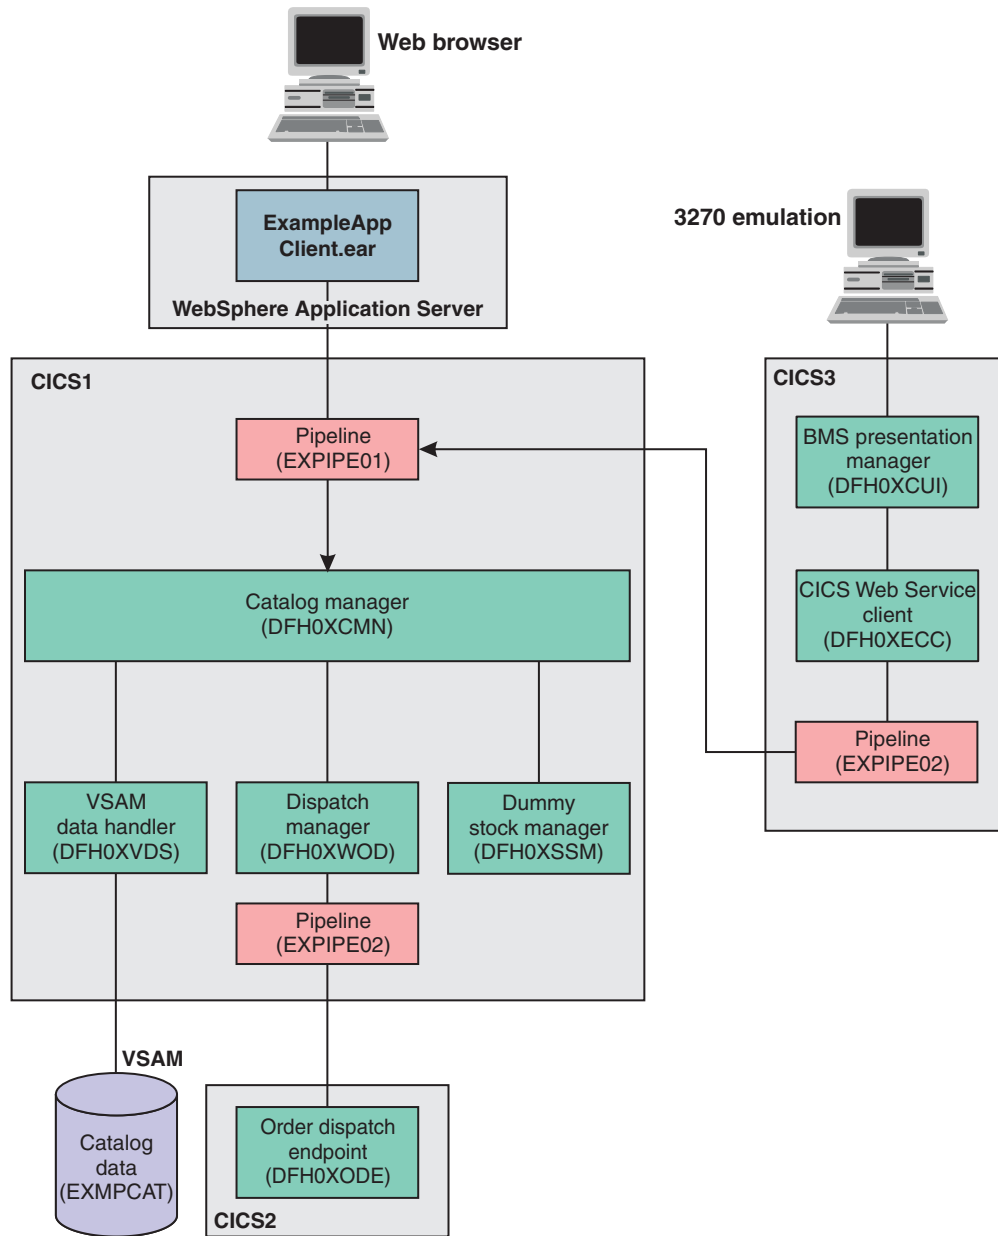 Web browser
ExampleApp
Client.ear
WebSphere Application Server
3270 emulation
CICS1
Pipeline
(EXPIPE01)
Catalog manager
(DFH0XCMN)
VSAM
data handler
(DFH0XVDS)
Dispatch
manager
(DFH0XWOD)
Dummy
stock manager
(DFH0XSSM)
Pipeline
(EXPIPE02)
CICS3
BMS presentation
manager
(DFH0XCUI)
CICS Web Service
client
(DFH0XECC)
Pipeline
(EXPIPE02)
VSAM
Catalog
data
(EXMPCAT)
Order dispatch
endpoint
(DFH0XODE)
CICS2